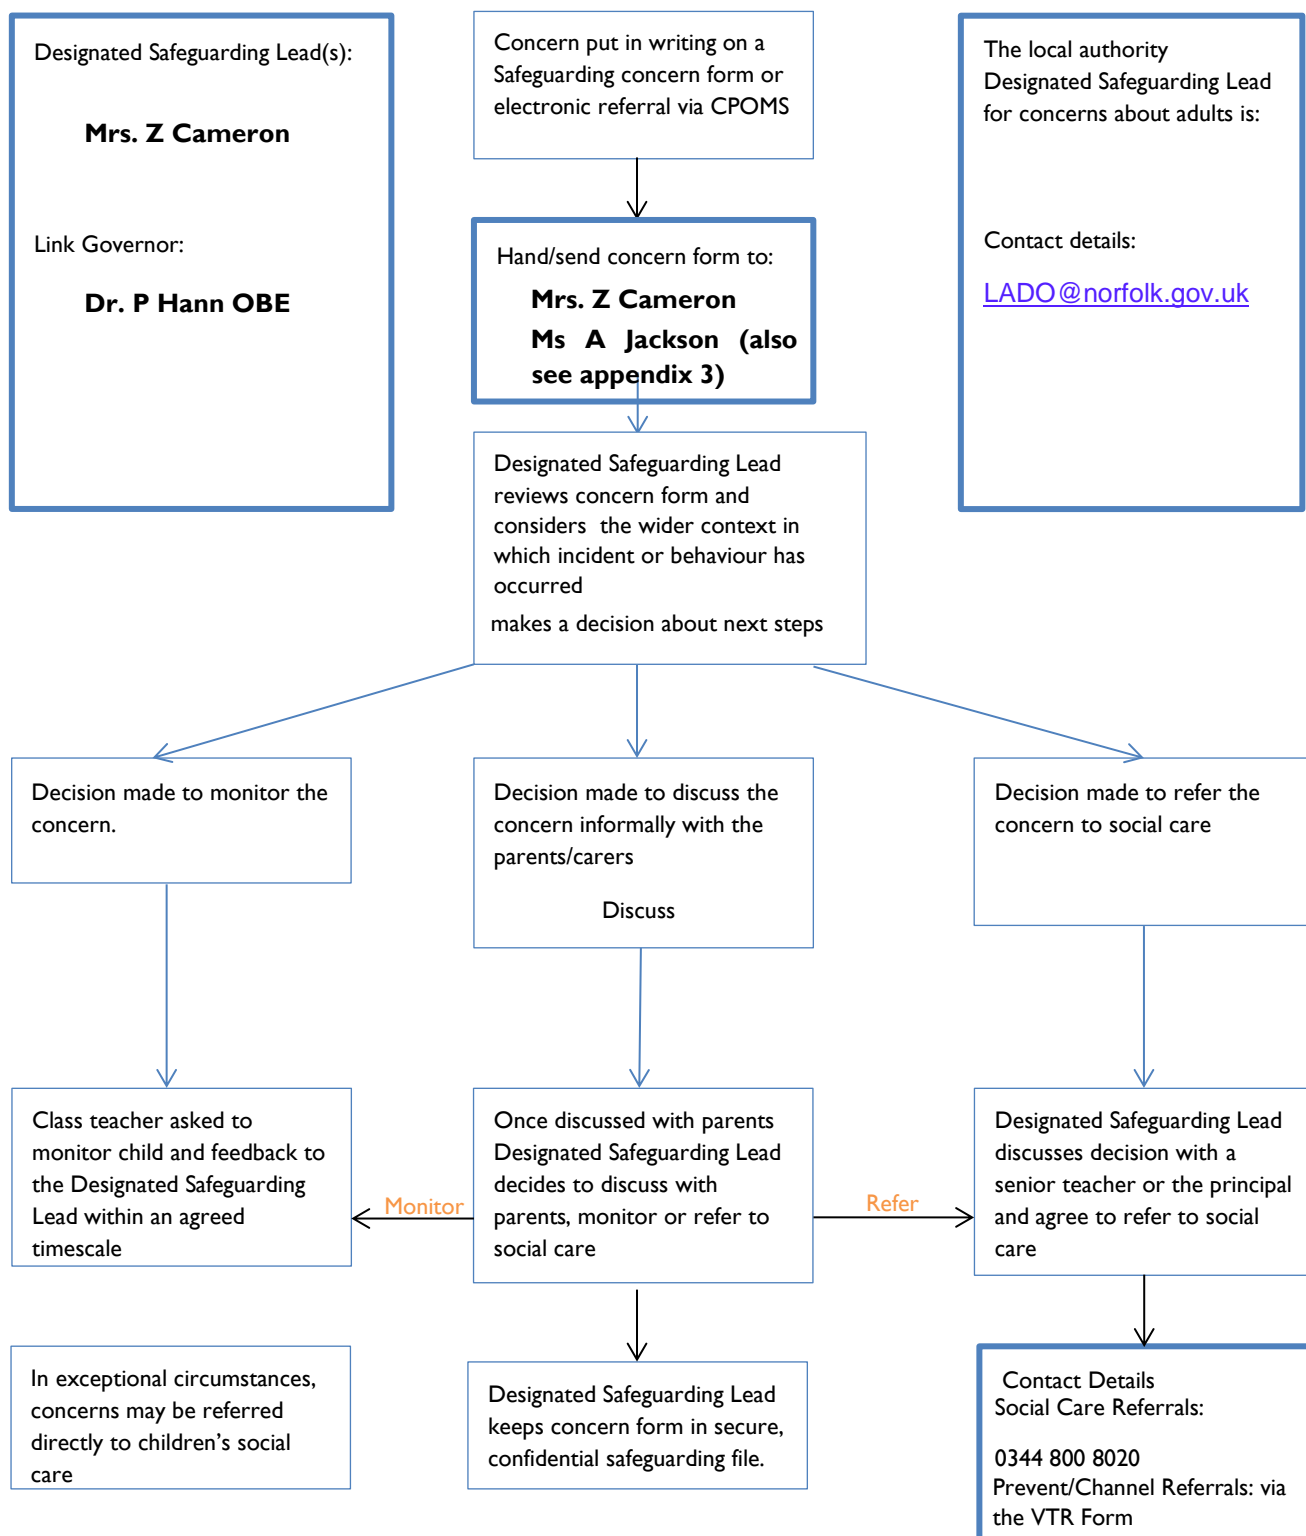 Designated Safeguarding Lead(s):
Mrs. Z Cameron
Link Governor:
Dr. P Hann OBE
Concern put in writing on a
Safeguarding concern form or
electronic referral via CPOMS
The local authority
Designated Safeguarding Lead
for concerns about adults is:
Contact details:
LADO@norfolk.gov.uk
Hand/send concern form to:
Mrs. Z Cameron
Ms A Jackson (also
see appendix 3)
Designated Safeguarding Lead
reviews concern form and
considers the wider context in
which incident or behaviour has
occurred
makes a decision about next steps
Decision made to monitor the
concern.
Decision made to discuss the
concern informally with the
parents/carers
Discuss
Decision made to refer the
concern to social care
Class teacher asked to
monitor child and feedback to
the Designated Safeguarding
Lead within an agreed
timescale
Monitor
Once discussed with parents
Designated Safeguarding Lead
decides to discuss with
parents, monitor or refer to
social care
Refer
Designated Safeguarding Lead
discusses decision with a
senior teacher or the principal
and agree to refer to social
care
In exceptional circumstances,
concerns may be referred
directly to children’s social
care
Designated Safeguarding Lead
keeps concern form in secure,
confidential safeguarding file.
Contact Details
Social Care Referrals:
0344 800 8020
Prevent/Channel Referrals: via
the VTR Form